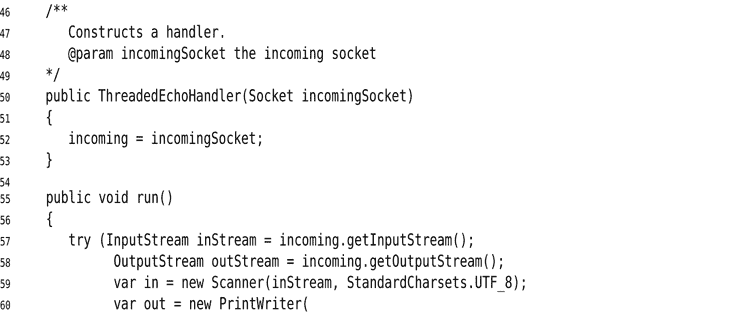 46 /**
47 Constructs a handler.
48 @param incomingSocket the incoming socket
49 */
50 public ThreadedEchoHandler(Socket incomingSocket)
51 {
52 incoming = incomingSocket;
53 }
54
55 public void run()
56 {
57 try (InputStream inStream = incoming.getInputStream();
58 OutputStream outStream = incoming.getOutputStream();
59 var in = new Scanner(inStream, StandardCharsets.UTF_8);
60 var out = new PrintWriter(